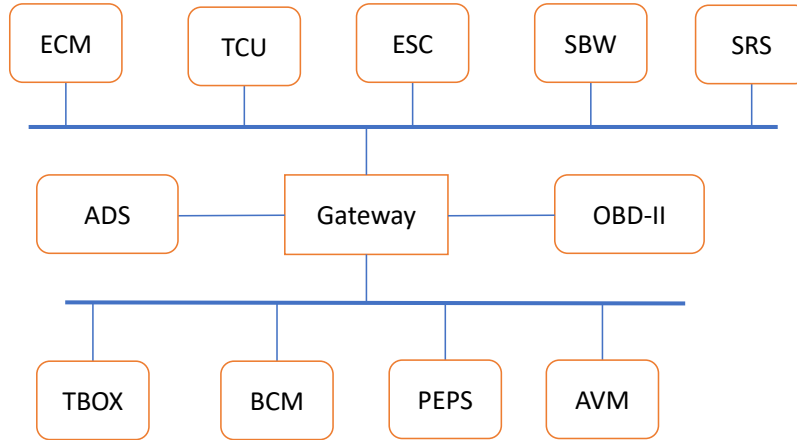 ECM
TCU
ESC
SBW
SRS
ADS
Gateway
OBD-II
TBOX
BCM
PEPS
AVM